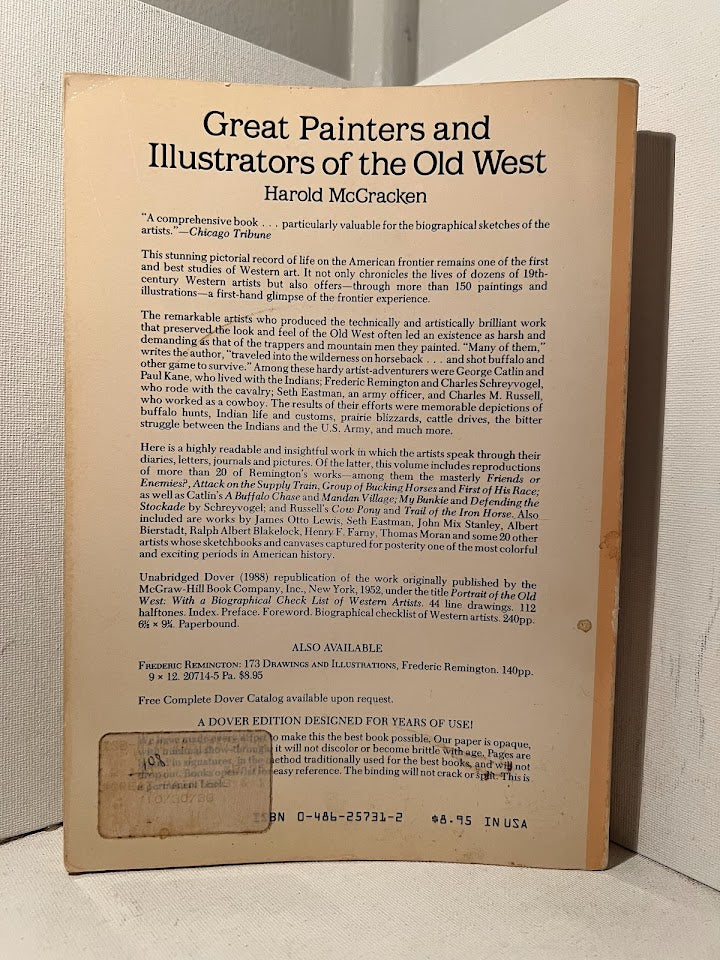 Great Painters and
Illustrators of the Old West
Harold McCracken
“A comprehensive book . . . particularly valuable for the biographical sketches of the
artists.”—Chicago Tribune
This stunning pictorial record of life on the American frontier remains one of the first
and best studies of Western art. It not only chronicles the lives of dozens of 19th-
century Western artists but also offers—through more than 150 paintings and
illustrations—a first-hand glimpse of the frontier experience.
The remarkable artists who produced the technically and artistically brilliant work
that preserved the look and feel of the Old West often led an existence as harsh and
demanding as that of the trappers and mountain men they painted. “Many of them,”
writes the author, “traveled into the wilderness on horseback . . . and shot buffalo and
other game to survive.” Among these hardy artist-adventurers were George Catlin and
Paul Kane, who lived with the Indians; Frederic Remington and Charles Schreyvogel,
who rode with the cavalry; Seth Eastman, an army officer, and Charles M. Russell,
who worked as a cowboy. The results of their efforts were memorable depictions of
buffalo hunts, Indian life and customs, prairie blizzards, cattle drives, the bitter
struggle between the Indians and the U.S. Army, and much more.
Here is a highly readable and insightful work in which the artists speak through their
diaries, letters, journals and pictures. Of the latter, this volume includes reproductions
of more than 20 of Remington's works—among them the masterly Friends or
Enemies?, Attack on the Supply Train, Group of Bucking Horses and First of His Race;
as well as Catlin's A Buffalo Chase and Mandan Village; My Bunkie and Defending the
Stockade by Schreyvogel; and Russell's Cow Pony and Trail of the Iron Horse. Also
included are works by James Otto Lewis, Seth Eastman, John Mix Stanley, Albert
Bierstadt, Ralph Albert Blakelock, Henry F. Farny, Thomas Moran and some 20 other
artists whose sketchbooks and canvases captured for posterity one of the most colorful
and exciting periods in American history.
Unabridged Dover (1988) republication of the work originally published by the
McGraw-Hill Book Company, Inc., New York, 1952, under the title Portrait of the Old
West: With a Biographical Check List of Western Artists. 44 line drawings. 112
halftones. Index. Preface. Foreword. Biographical checklist of Western artists. 240pp.
6⅛ × 9¼. Paperbound.
ALSO AVAILABLE
FREDERIC REMINGTON: 173 DRAWINGS AND ILLUSTRATIONS, Frederic Remington. 140pp.
9 × 12. 20714-5 Pa. $8.95
Free Complete Dover Catalog available upon request.
A DOVER EDITION DESIGNED FOR YEARS OF USE!
We have made every effort to make this the best book possible. Our paper is opaque,
with minimal show-through; it will not discolor or become brittle with age. Pages are
in signatures, in the method traditionally used for the best books, and will not
drop out. Books open flat for easy reference. The binding will not crack or split. This is
a permanent book.
ISBN 0-486-25731-2 $8.95 IN USA